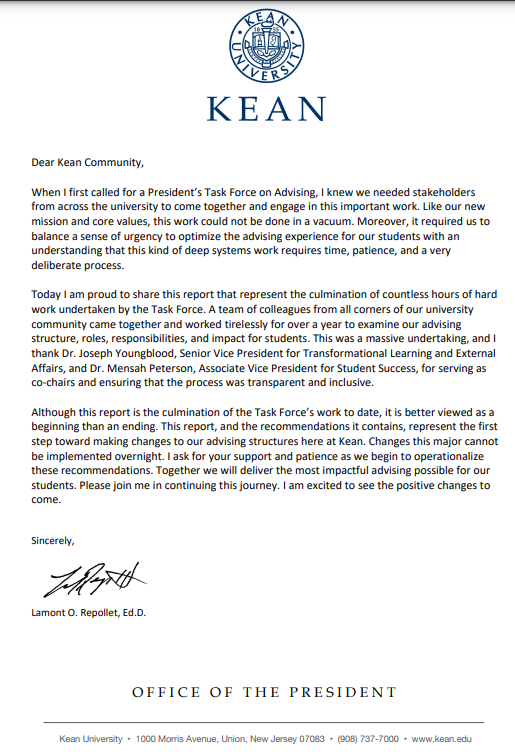 KEAN
UNIVERSITY
1855
KEAN
Dear Kean Community,
When I first called for a President's Task Force on Advising, I knew we needed stakeholders
from across the university to come together and engage in this important work. Like our new
mission and core values, this work could not be done in a vacuum. Moreover, it required us to
balance a sense of urgency to optimize the advising experience for our students with an
understanding that this kind of deep systems work requires time, patience, and a very
deliberate process.
Today I am proud to share this report that represent the culmination of countless hours of hard
work undertaken by the Task Force. A team of colleagues from all corners of our university
community came together and worked tirelessly for over a year to examine our advising
structure, roles, responsibilities, and impact for students. This was a massive undertaking, and I
thank Dr. Joseph Youngblood, Senior Vice President for Transformational Learning and External
Affairs, and Dr. Mensah Peterson, Associate Vice President for Student Success, for serving as
co-chairs and ensuring that the process was transparent and inclusive.
Although this report is the culmination of the Task Force's work to date, it is better viewed as a
beginning than an ending. This report, and the recommendations it contains, represent the first
step toward making changes to our advising structures here at Kean. Changes this major cannot
be implemented overnight. I ask for your support and patience as we begin to operationalize
these recommendations. Together we will deliver the most impactful advising possible for our
students. Please join me in continuing this journey. I am excited to see the positive changes to
come.
Sincerely,
Lamont O. Repollet, Ed.D.
OFFICE OF THE PRESIDENT
Kean University • 1000 Morris Avenue, Union, New Jersey 07083 • (908) 737-7000 • www.kean.edu